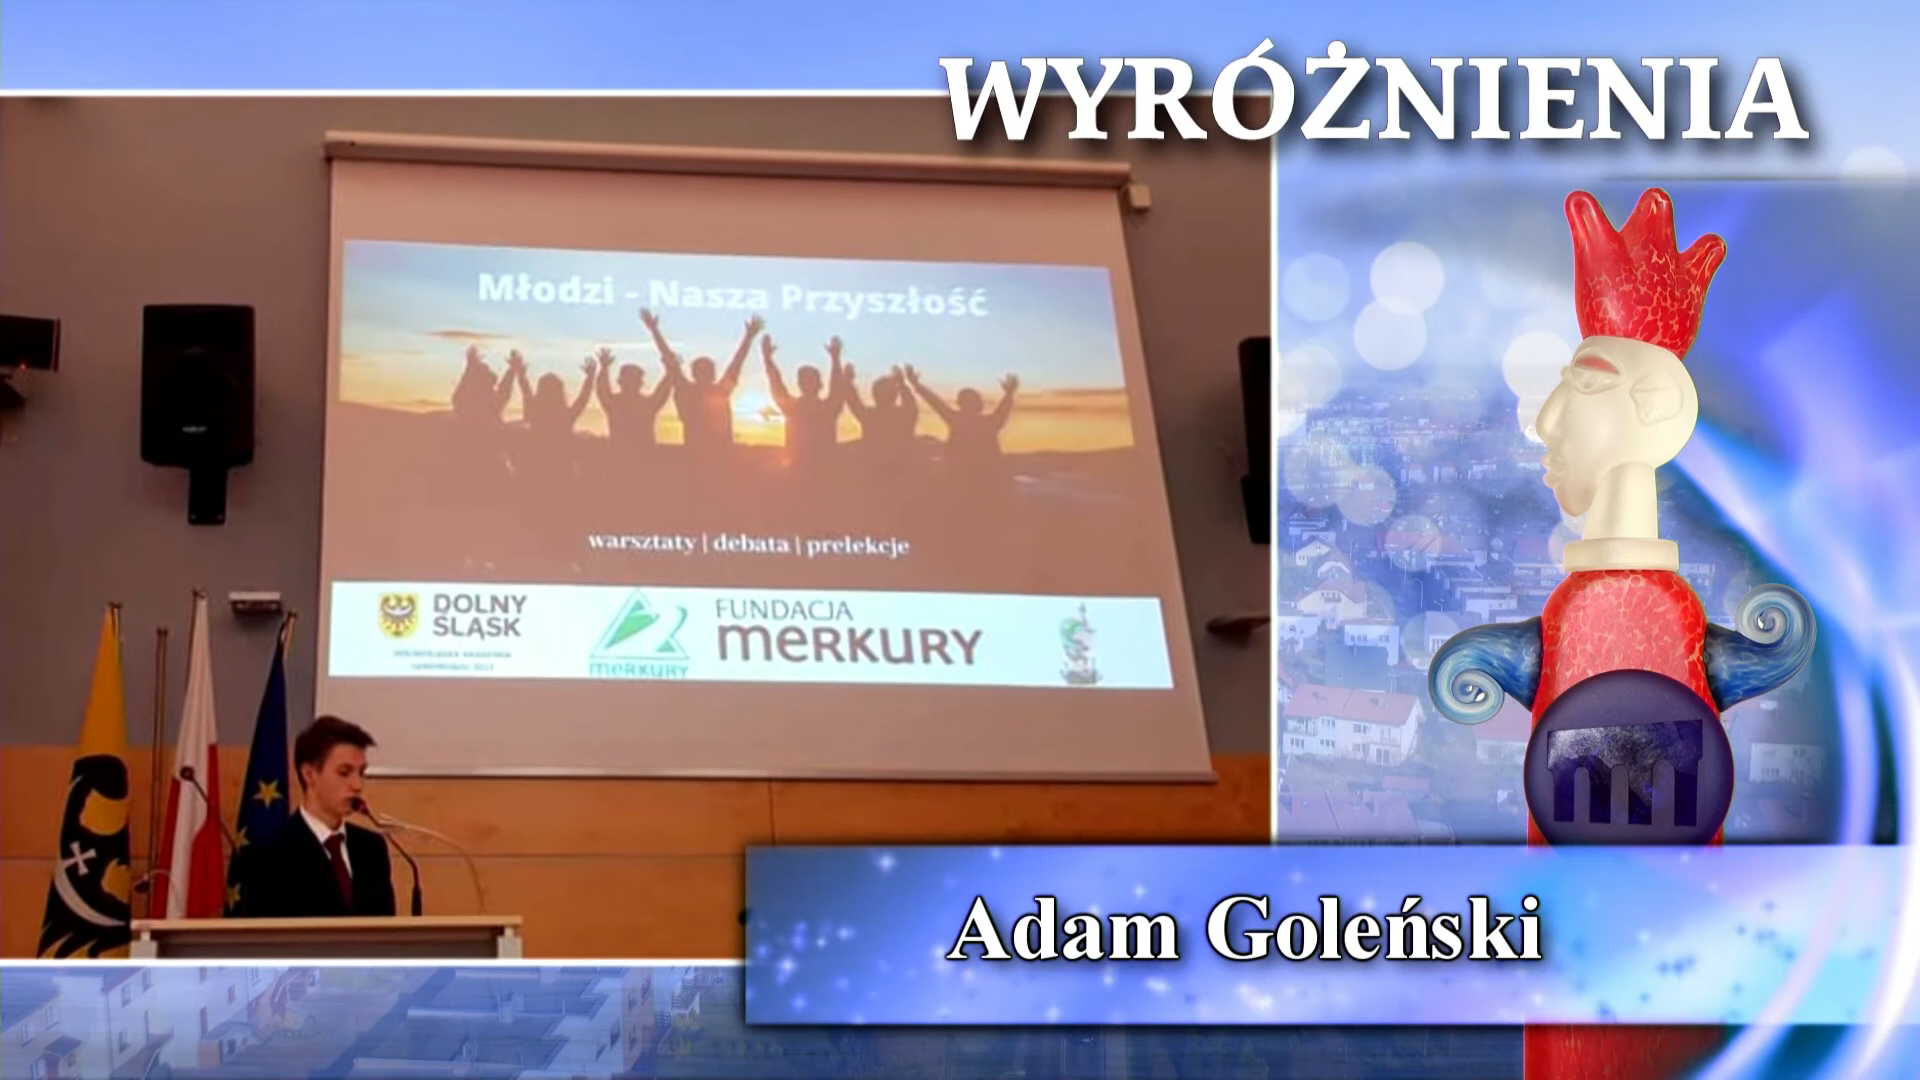 WYRÓŻNIENIA
Młodzi - Nasza Przyszłość
warsztaty | debata | prelekcje
DOLNY
ŚLĄSK
MERKURY
FUNDACJA
merkury
Adam Goleński